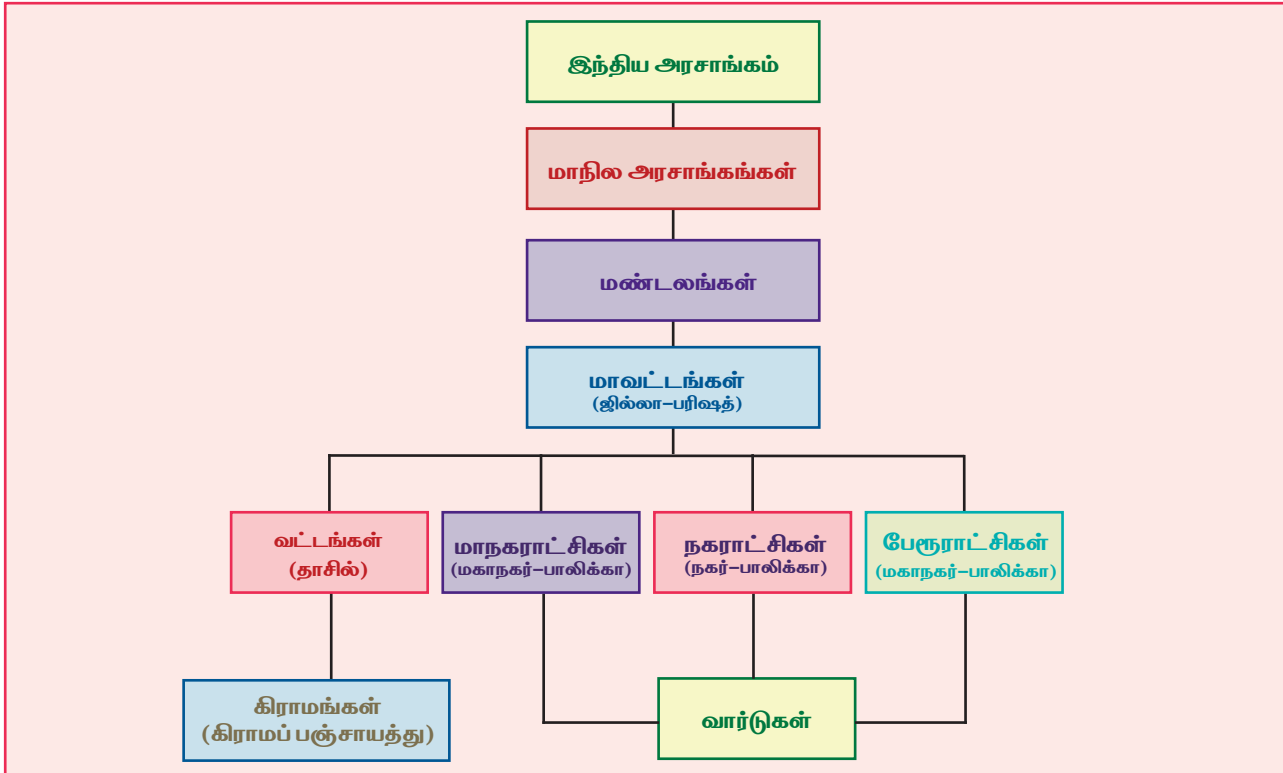 இந்திய அரசாங்கம்
மாநில அரசாங்கங்கள்
மண்டலங்கள்
மாவட்டங்கள்
(ஜில்லா–பரிஷத்)
வட்டங்கள்
(தாசில்)
மாநகராட்சிகள்
(மகாநகர்–பாலிக்கா)
நகராட்சிகள்
(நகர்–பாலிக்கா)
பேரூராட்சிகள்
(மகாநகர்–பாலிக்கா)
கிராமங்கள்
(கிராமப் பஞ்சாயத்து)
வார்டுகள்